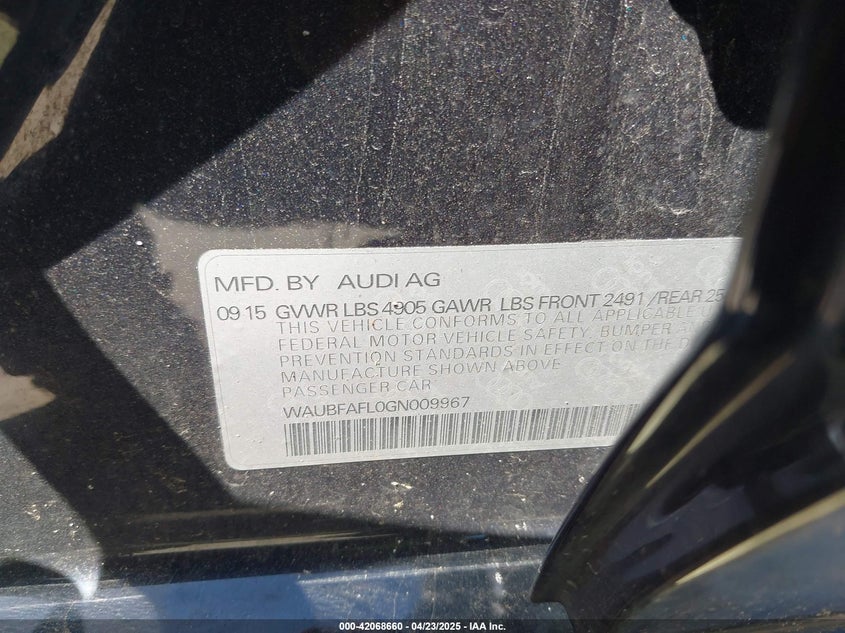 MFD. BY AUDI AG
09 15 GVWR LBS 4905 GAWR LBS FRONT 2491 /REAR 25
THIS VEHICLE CONFORMS TO ALL APPLICABLE
FEDERAL MOTOR VEHICLE SAFETY, BUMPER
PREVENTION STANDARDS IN EFFECT ON THE
MANUFACTURE SHOWN ABOVE
PASSENGER CAR
WAUBFAFL0GN009967
000-42068660 - 04/23/2025 - IAA Inc.